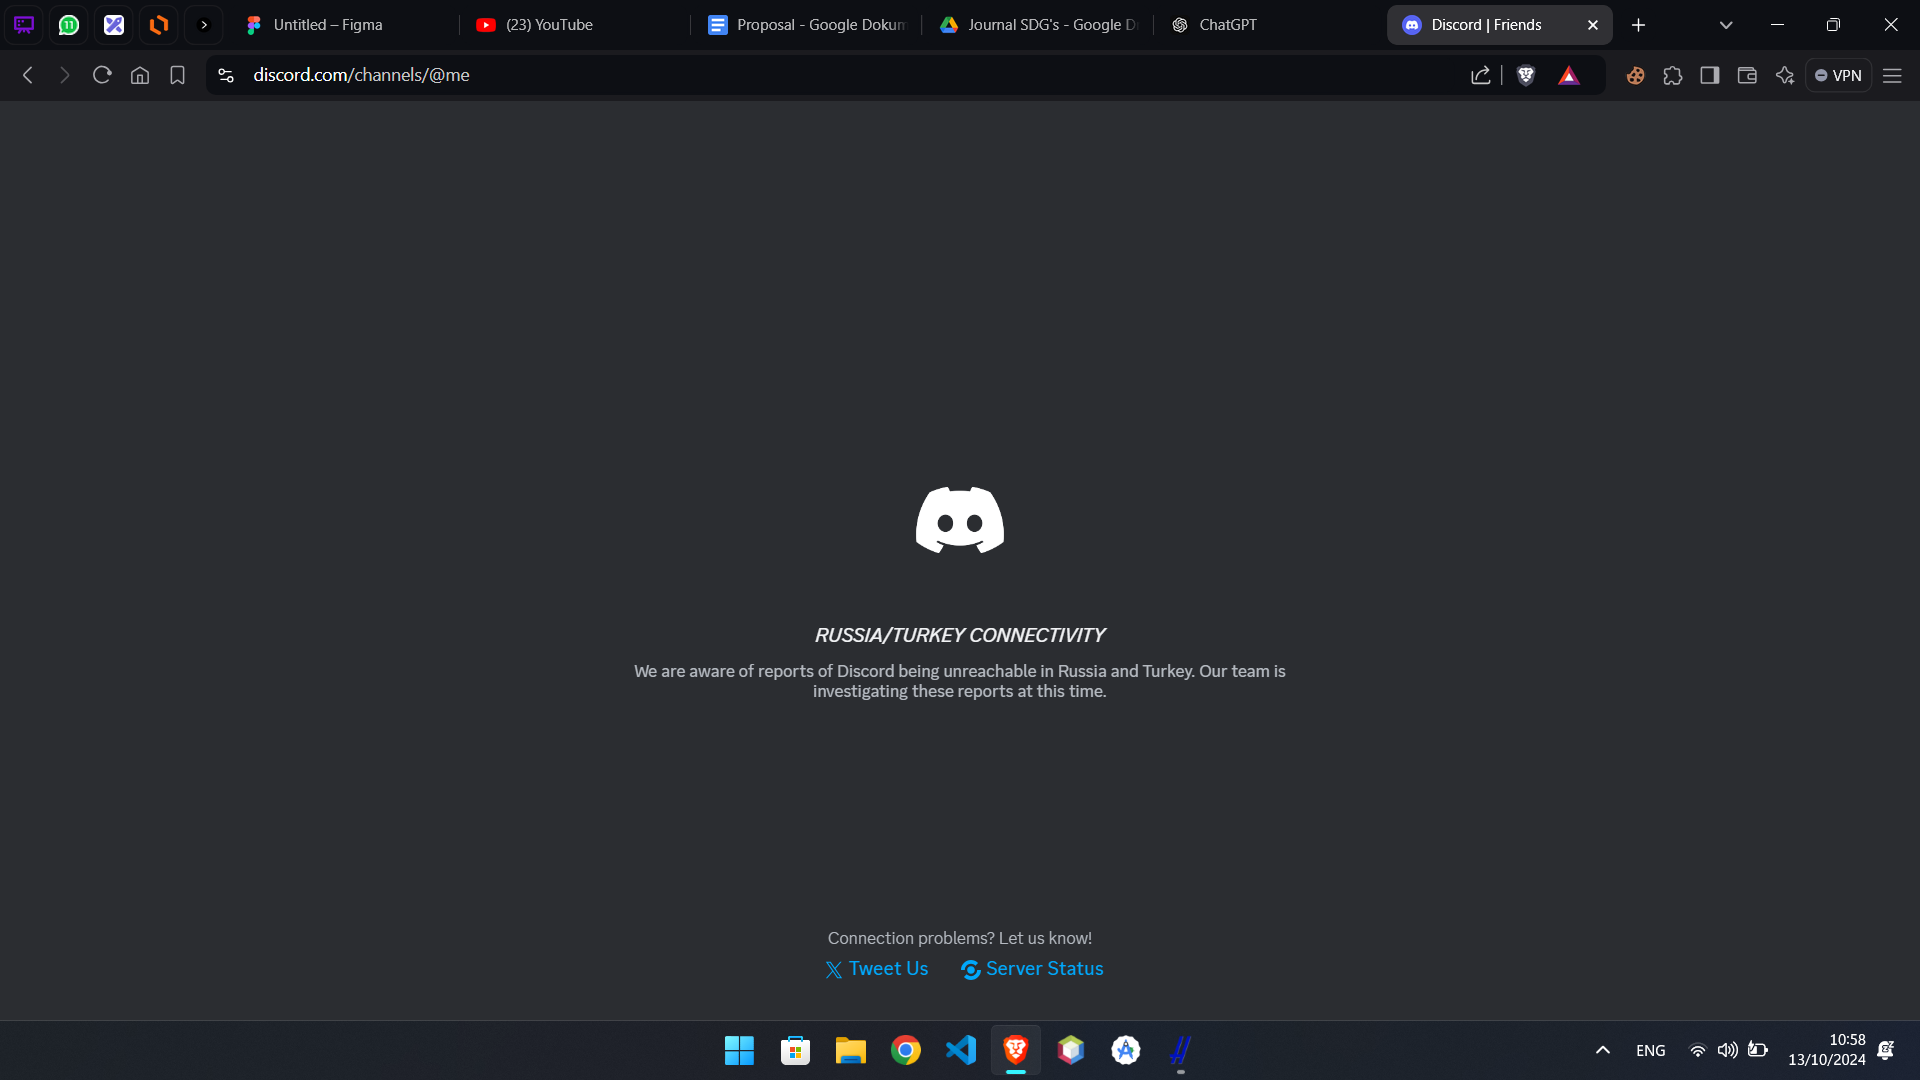 11
Untitled – Figma
(23) YouTube
Proposal - Google Dokum
Journal SDG's - Google D
ChatGPT
Discord | Friends
discord.com/channels/@me
VPN
RUSSIA/TURKEY CONNECTIVITY
We are aware of reports of Discord being unreachable in Russia and Turkey. Our team is
investigating these reports at this time.
Connection problems? Let us know!
Tweet Us
Server Status
ENG
10:58
13/10/2024